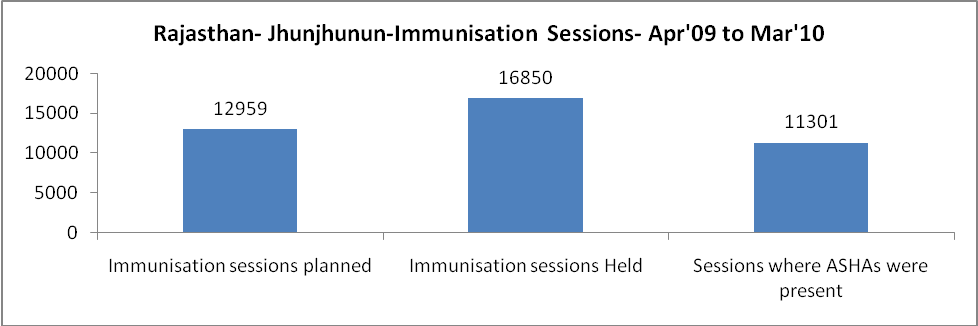 Rajasthan- Jhunjhunun-Immunisation Sessions- Apr'09 to Mar'10
20000
15000
10000
5000
0
12959
16850
11301
Immunisation sessions planned
Immunisation sessions Held
Sessions where ASHAs were
present